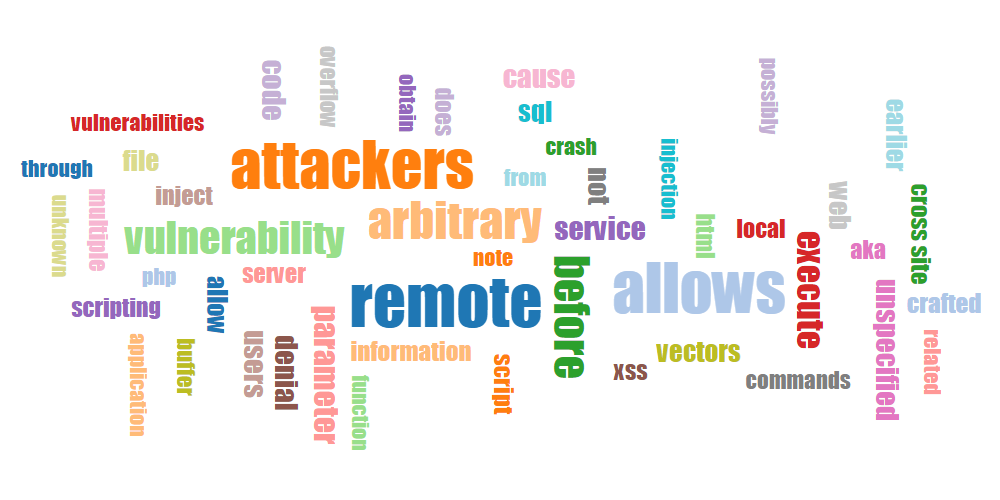 code
overflow
obtain
does
cause
sql
possibly
earlier
vulnerabilities
through
file
attackers
crash
from
not
injection
unknown
multiple
inject
vulnerability
arbitrary
service
html
local
web
cross site
php
server
note
before
allows
execute
aka
scripting
allow
remote
crafted
unspecified
application
buffer
users
denial
parameter
information
function
script
xss
vectors
commands
related